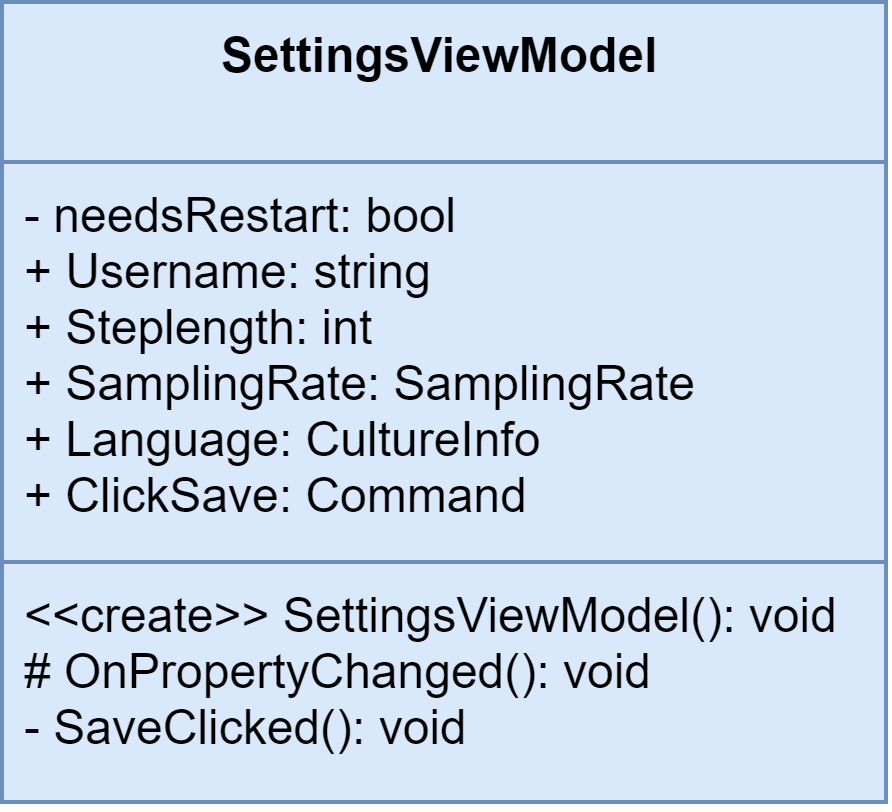 SettingsViewModel
- needsRestart: bool
+ Username: string
+ Steplength: int
+ SamplingRate: SamplingRate
+ Language: CultureInfo
+ ClickSave: Command
<<create>> SettingsViewModel(): void
# OnPropertyChanged(): void
- SaveClicked(): void